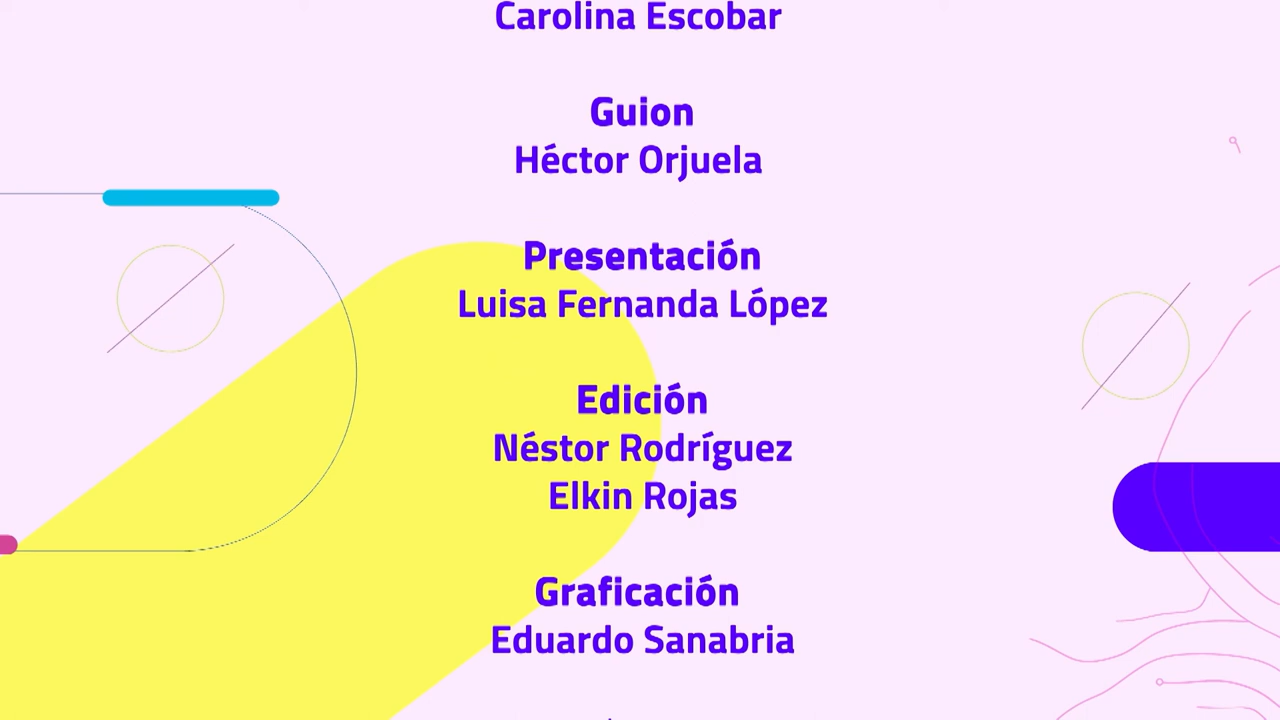 Carolina Escobar
Guion
Héctor Orjuela
Presentación
Luisa Fernanda López
Edición
Néstor Rodríguez
Elkin Rojas
Graficación
Eduardo Sanabria